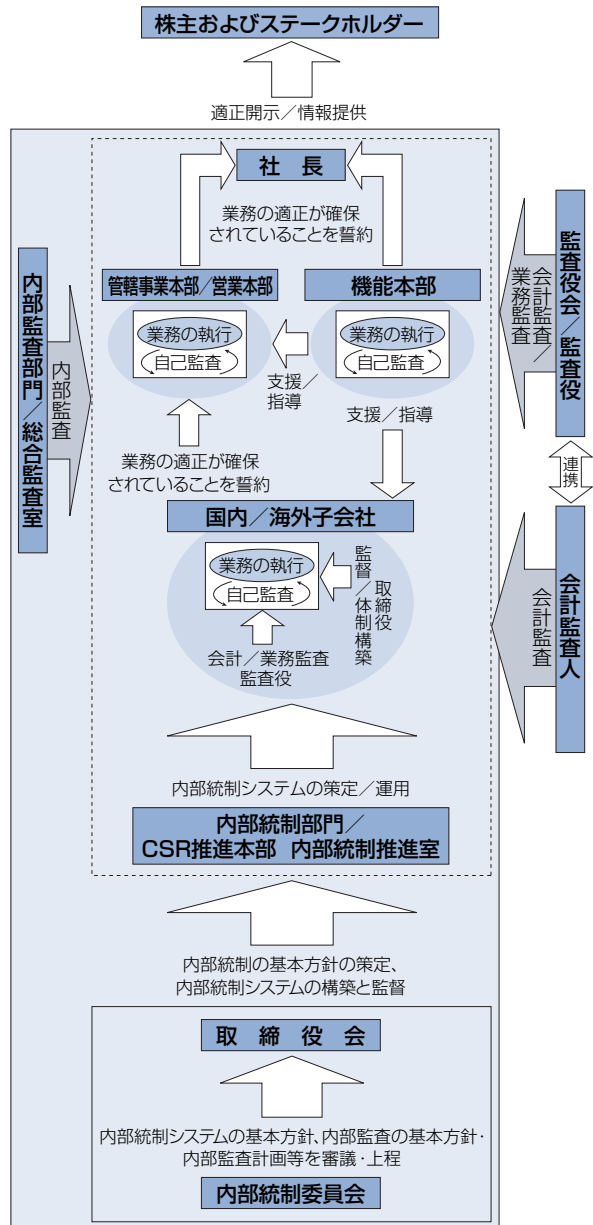 株主およびステークホルダー
適正開示／情報提供
社　長
業務の適正が確保
されていることを誓約
管轄事業本部／営業本部
機能本部
業務の執行
自己監査
業務の執行
自己監査
支援／
指導
支援／指導
業務の適正が確保
されていることを誓約
国内／海外子会社
業務の執行
自己監査
取締役
監督／体制構築
会計／業務監査
監査役
内部統制システムの策定／運用
内部統制部門／
CSR推進本部 内部統制推進室
内部統制の基本方針の策定、
内部統制システムの構築と監督
取　締　役　会
内部統制システムの基本方針、内部監査の基本方針・
内部監査計画等を審議・上程
内部統制委員会
内部監査部門／総合監査室
内部監査
監査役会／監査役
会計監査／
業務監査
連携
会計監査人
会計監査